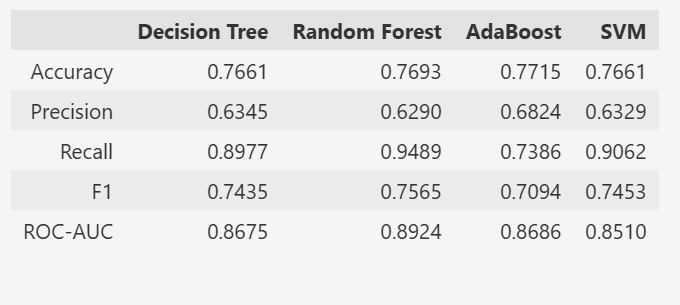 Decision Tree Random Forest AdaBoost SVM
Accuracy 0.7661 0.7693 0.7715 0.7661
Precision 0.6345 0.6290 0.6824 0.6329
Recall 0.8977 0.9489 0.7386 0.9062
F1 0.7435 0.7565 0.7094 0.7453
ROC-AUC 0.8675 0.8924 0.8686 0.8510